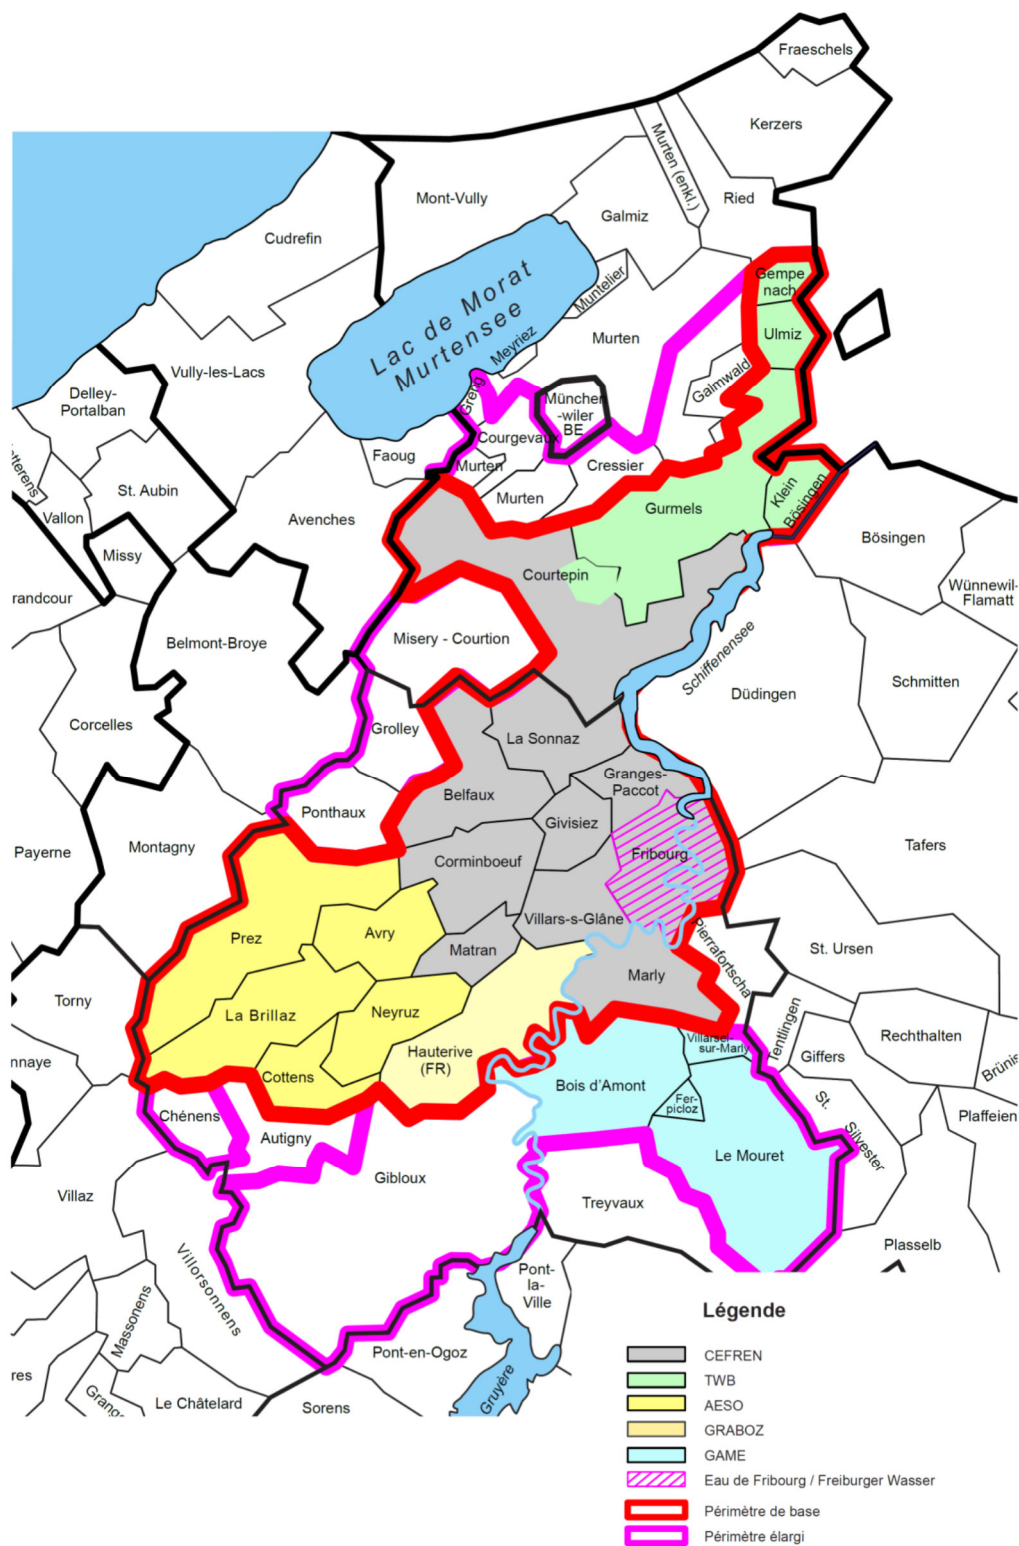 Fraeschels
Kerzers
Murten (enkl.)
Ried
Mont-Vully
Galmiz
Cudrefin
Gempe
nach
Lac de Morat
Murtensee
Muntelier
Ulmiz
Meyriez
Murten
Vully-les-Lacs
Galmwald
Delley-
Portalban
Greng
München
-wiler
BE
Courgevaux
Faoug
Murten
Cressier
St. Aubin
Murten
Klein
Bösingen
Gurmels
Vallon
Avenches
Bösingen
Missy
Courtepin
Wünnewil-
Flamatt
randcour
Belmont-Broye
Misery - Courtion
Schiffenensee
Schmitten
Düdingen
Corcelles
Grolley
La Sonnaz
Granges-
Paccot
Belfaux
Ponthaux
Givisiez
Payerne
Montagny
Corminboeuf
Fribourg
Tafers
Villars-s-Glâne
Prez
Avry
Matran
Pierrafortscha
St. Ursen
Marly
Torny
La Brillaz
Neyruz
Tentlingen
Rechthalten
Villarsel-
sur-Marly
Giffers
Hauterive
(FR)
nnaye
Cottens
Brünis
Bois d'Amont
Fer-
picloz
St.
Silvester
Chénens
Plaffeien
Autigny
Le Mouret
Gibloux
Villaz
Treyvaux
Plasselb
Villorsonnens
Pont-
la-
Ville
Massonens
Pont-en-Ogoz
res
Grange
Le Châtelard
Sorens
Gruyère
Légende
CEFREN
TWB
AESO
GRABOZ
GAME
Eau de Fribourg / Freiburger Wasser
Périmètre de base
Périmètre élargi